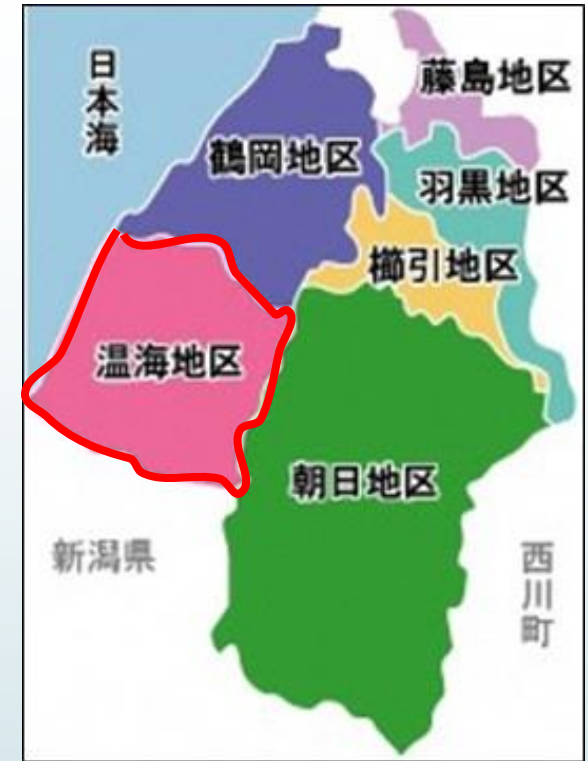 日本海
藤島地区
鶴岡地区
羽黒地区
櫛引地区
温海地区
朝日地区
新潟県
西川町